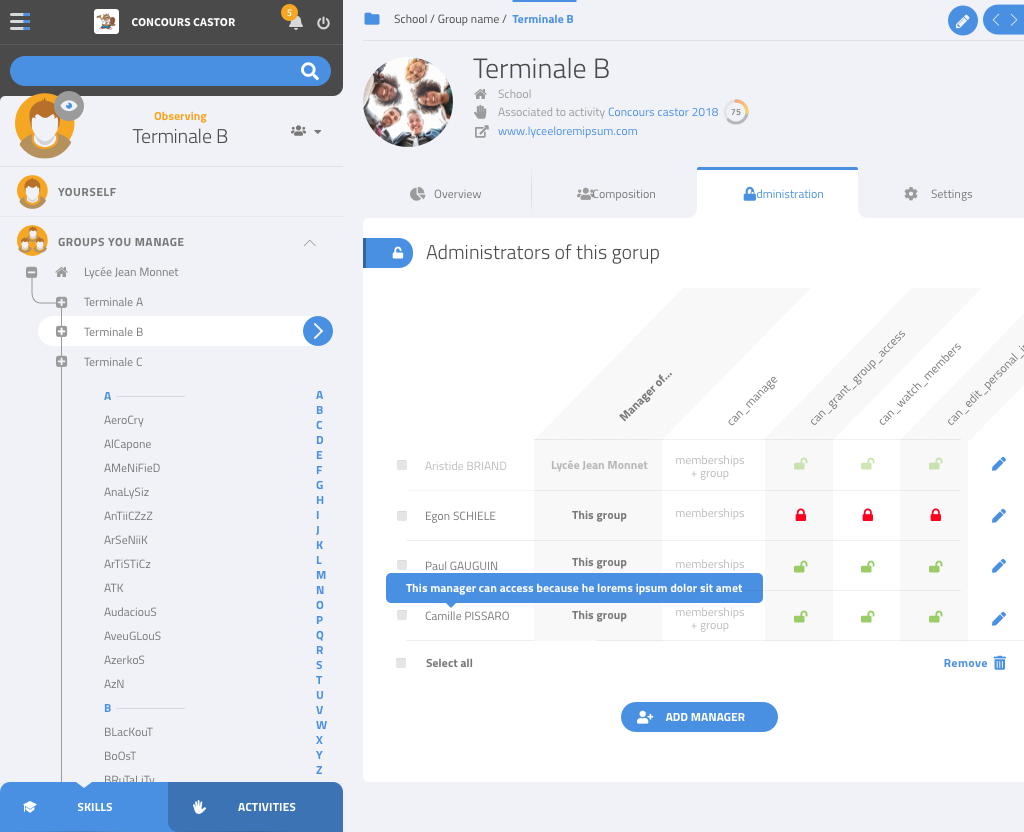 CONCOURS CASTOR
5
Observing
Terminale B
YOURSELF
GROUPS YOU MANAGE
Lycée Jean Monnet
Terminale A
Terminale B
Terminale C
A
AeroCry
AlCapone
AMeNiFieD
AnaLySiz
AnTiiCZzZ
ArSeNiiK
ArTiSTiCz
ATK
AudaciouS
AveuGLouS
AzerkoS
AzN
B
BLacKouT
BoOsT
BRuTaLiTy
A
B
C
D
E
F
G
H
I
J
K
L
M
N
O
P
Q
R
S
T
U
V
W
X
Y
Z
SKILLS
ACTIVITIES
School / Group name / Terminale B
Terminale B
School
Associated to activity Concours castor 2018 75
www.lyceeloremipsum.com
Overview
Composition
dministration
Settings
Administrators of this gorup
Manager of...
can_manage
can_grant_group_access
can_watch_members
can_edit_personal_i
Aristide BRIAND Lycée Jean Monnet memberships
+ group
Egon SCHIELE This group memberships
Paul GAUGUIN This group memberships
This manager can access because he lorems ipsum dolor sit amet
Camille PISSARO This group memberships
+ group
Select all
Remove
ADD MANAGER